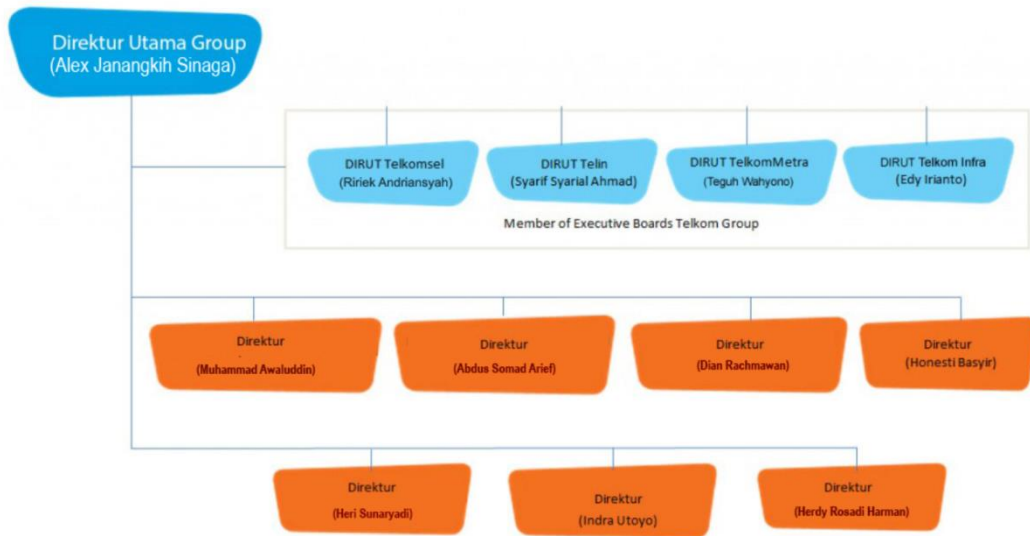 Direktur Utama Group
(Alex Janangkih Sinaga)
DIRUT Telkomsel
(Ririek Andriansyah)
DIRUT Telin
(Syarif Syarial Ahmad)
DIRUT TelkomMetra
(Teguh Wahyono)
DIRUT Telkom Infra
(Edy Irianto)
Member of Executive Boards Telkom Group
Direktur
(Muhammad Awaluddin)
Direktur
(Abdus Somad Arief)
Direktur
(Dian Rachmawan)
Direktur
(Honesti Basyir)
Direktur
(Heri Sunaryadi)
Direktur
(Indra Utoyo)
Direktur
(Herdy Rosadi Harman)